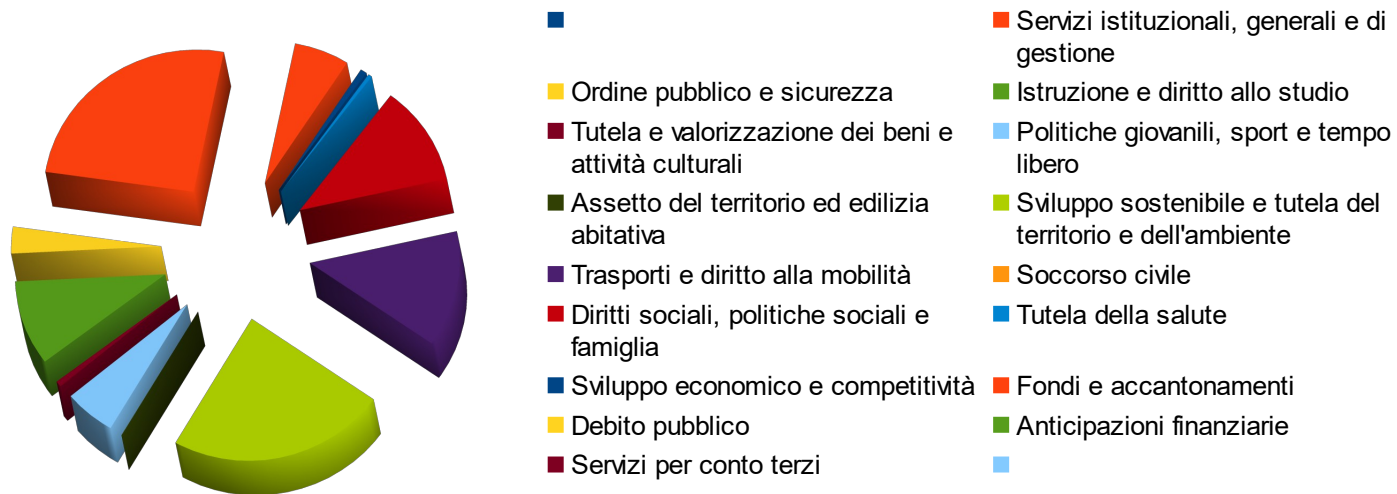 Servizi istituzionali, generali e di
gestione
Ordine pubblico e sicurezza
Istruzione e diritto allo studio
Tutela e valorizzazione dei beni e
attività culturali
Politiche giovanili, sport e tempo
libero
Assetto del territorio ed edilizia
abitativa
Sviluppo sostenibile e tutela del
territorio e dell'ambiente
Trasporti e diritto alla mobilità
Soccorso civile
Diritti sociali, politiche sociali e
famiglia
Tutela della salute
Sviluppo economico e competitività
Fondi e accantonamenti
Debito pubblico
Anticipazioni finanziarie
Servizi per conto terzi